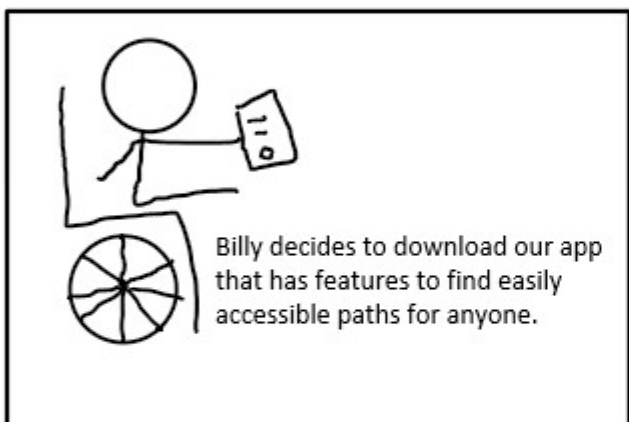 Billy decides to download our app
that has features to find easily
accessible paths for anyone.